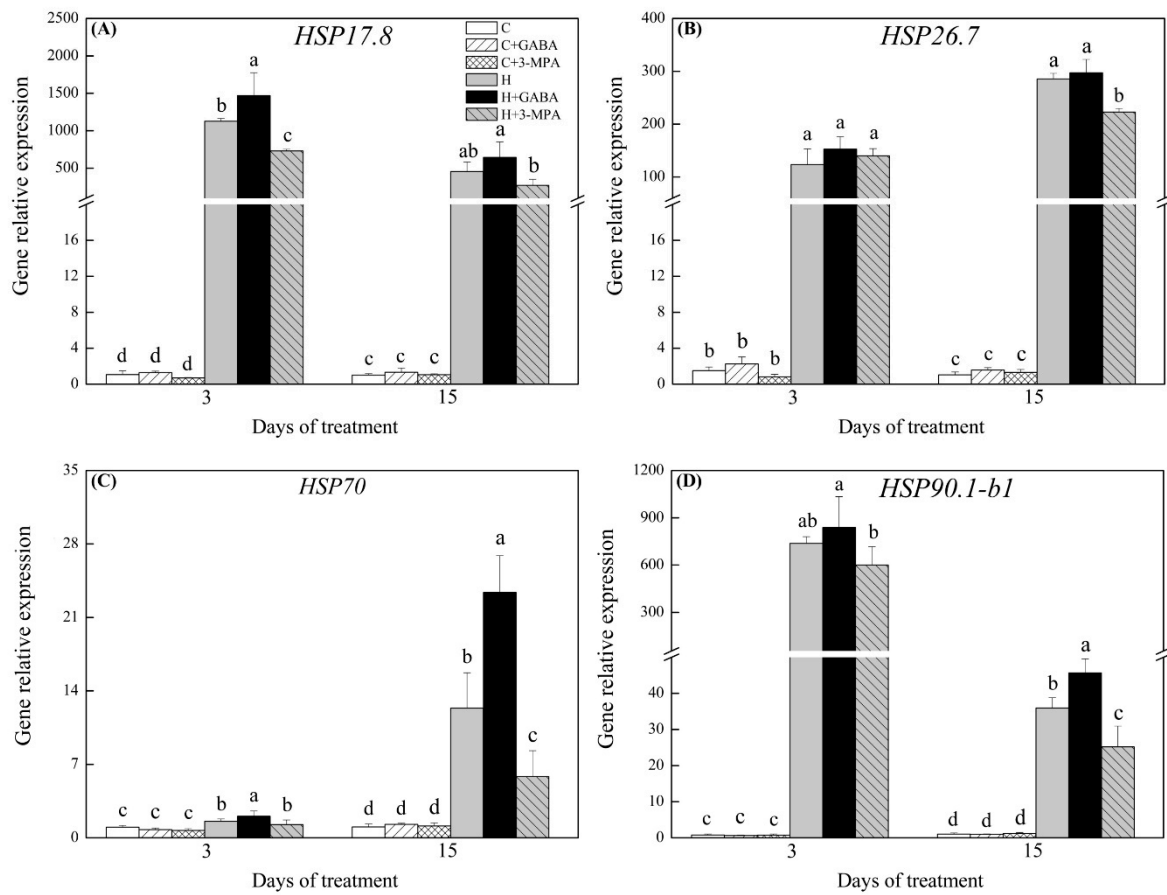 (A)
HSP17.8
C
C+GABA
C+3-MPA
H
H+GABA
H+3-MPA
2500
2000
1500
1000
500
16
12
8
4
0
Gene relative expression
d d d b a c
c c c ab a b
3 15
Days of treatment
(B)
HSP26.7
400
300
200
100
16
12
8
4
0
Gene relative expression
b b b a a a
c c c a a b
3 15
Days of treatment
(C)
HSP70
35
28
21
14
7
0
Gene relative expression
c c c b a b
d d d b a c
3 15
Days of treatment
(D)
HSP90.1-b1
1200
900
600
300
40
30
20
10
0
Gene relative expression
c c c ab a b
d d d b a c
3 15
Days of treatment